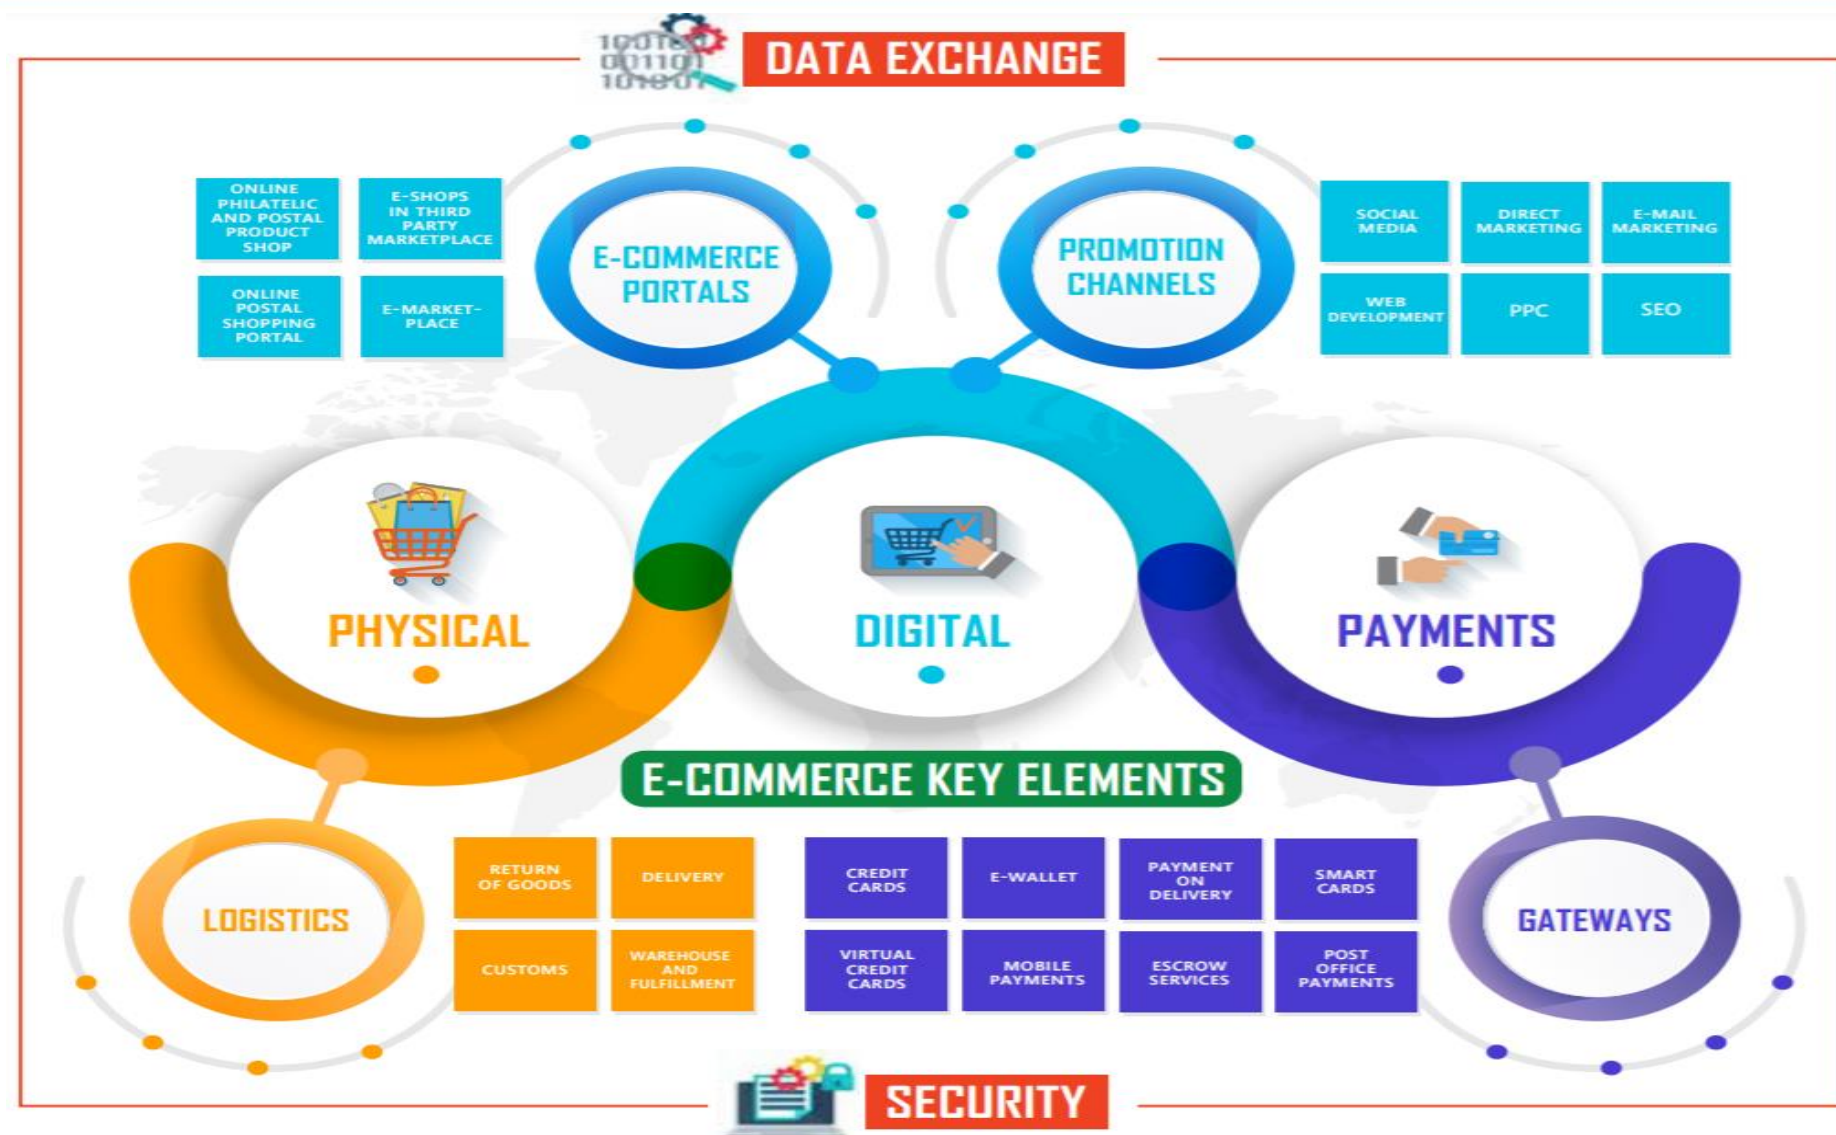 DATA EXCHANGE
100100
001101
ONLINE
PHILATELIC
AND POSTAL
PRODUCT
SHOP
E-SHOPS
IN THIRD
PARTY
MARKETPLACE
ONLINE
POSTAL
SHOPPING
PORTAL
E-MARKET-
PLACE
E-COMMERCE
PORTALS
PROMOTION
CHANNELS
SOCIAL
MEDIA
DIRECT
MARKETING
E-MAIL
MARKETING
WEB
DEVELOPMENT
PPC
SEO
PHYSICAL
DIGITAL
PAYMENTS
E-COMMERCE KEY ELEMENTS
LOGISTICS
RETURN
OF GOODS
DELIVERY
CUSTOMS
WAREHOUSE
AND
FULFILLMENT
CREDIT
CARDS
E-WALLET
PAYMENT
ON
DELIVERY
SMART
CARDS
VIRTUAL
CREDIT
CARDS
MOBILE
PAYMENTS
ESCROW
SERVICES
POST
OFFICE
PAYMENTS
GATEWAYS
SECURITY